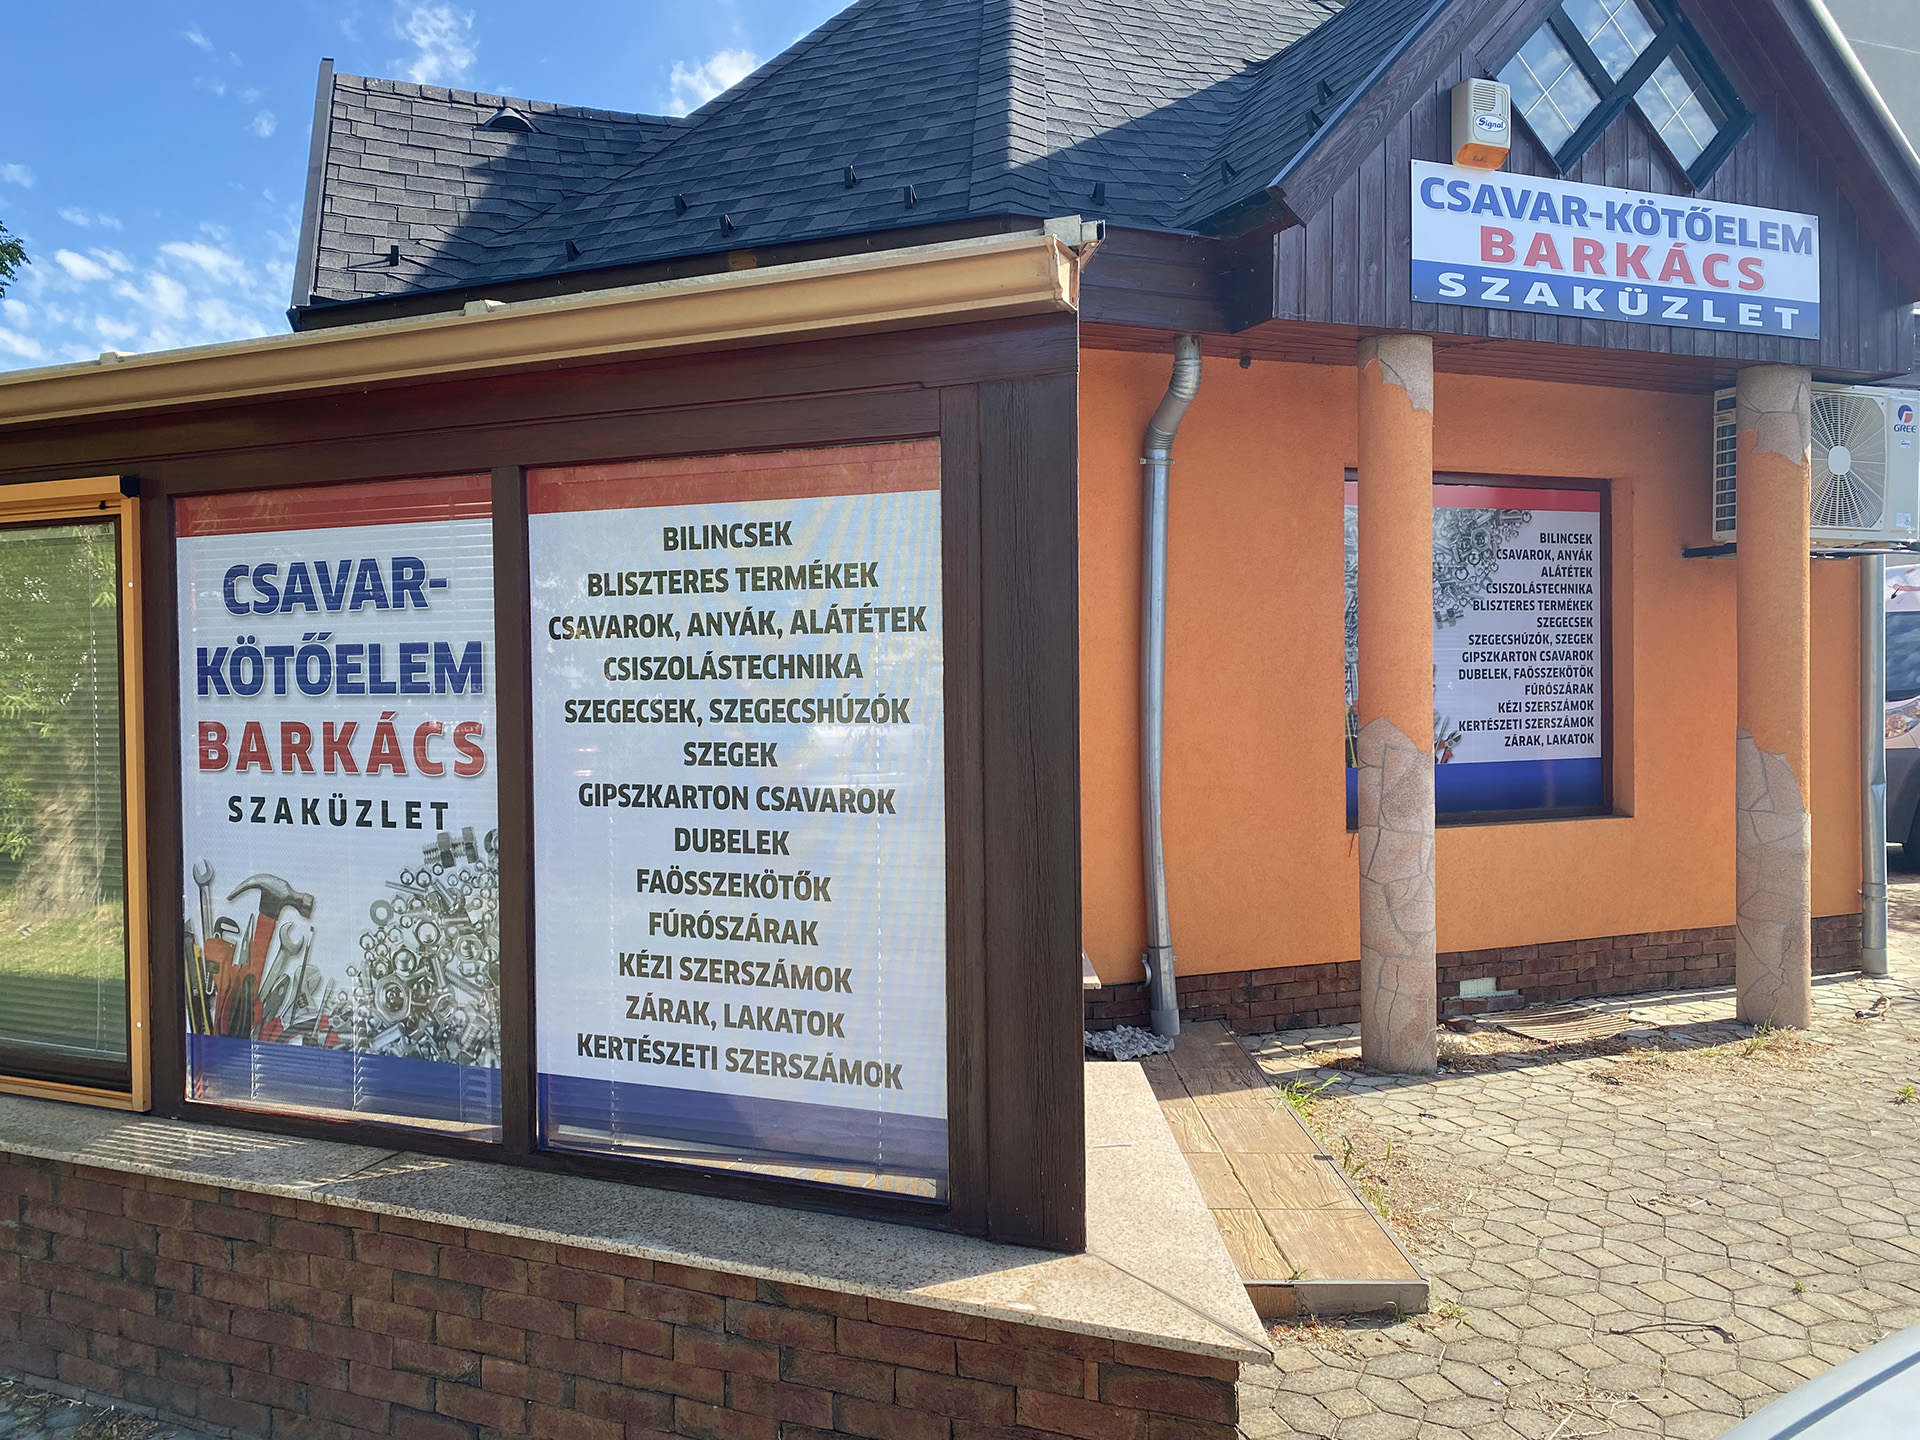 CSAVAR-
KÖTŐELEM
BARKÁCS
SZAKÜZLET
BILINCSEK
BLISZTERES TERMÉKEK
CSAVAROK, ANYÁK, ALÁTÉTEK
CSISZOLÁSTECHNIKA
SZEGECSEK, SZEGECSHÚZÓK
SZEGEK
GIPSZKARTON CSAVAROK
DUBELEK
FAÖSSZEKÖTŐK
FÚRÓSZÁRAK
KÉZI SZERSZÁMOK
ZÁRAK, LAKATOK
KERTÉSZETI SZERSZÁMOK
Signal
CSAVAR-KÖTŐELEM
BARKÁCS
SZAKÜZLET
BILINCSEK
CSAVAROK, ANYÁK
ALÁTÉTEK
CSISZOLÁSTECHNIKA
BLISZTERES TERMÉKEK
SZEGECSEK
SZEGECSHÚZÓK, SZEGEK
GIPSZKARTON CSAVAROK
DUBELEK, FAÖSSZEKÖTŐK
FÚRÓSZÁRAK
KÉZI SZERSZÁMOK
KERTÉSZETI SZERSZÁMOK
ZÁRAK, LAKATOK
GREE